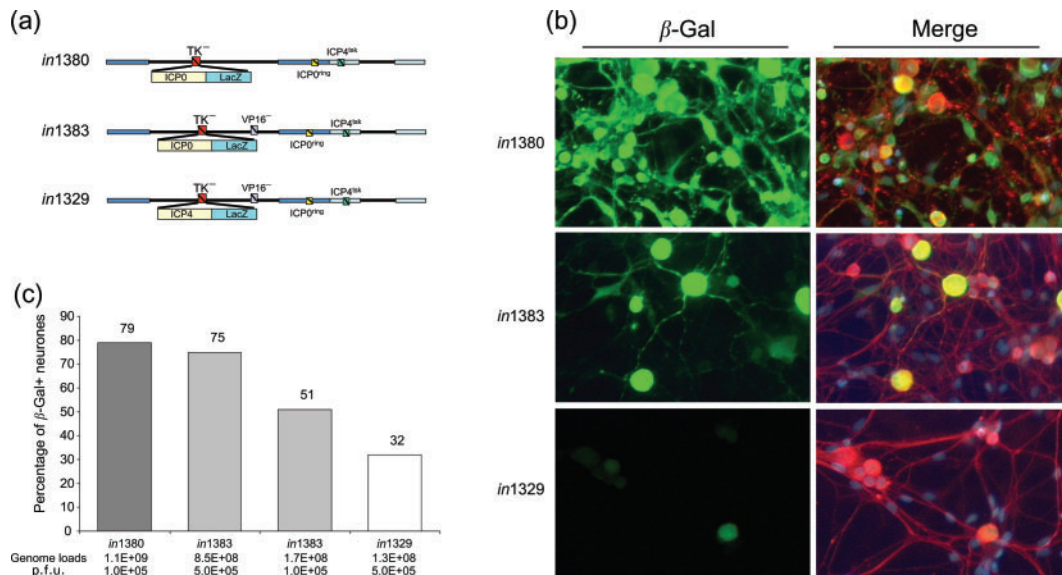 (a)
in1380
TK⁻
ICP0 LacZ
ICP0ring
ICP4tsk
in1383
TK⁻
VP16⁻
ICP0 LacZ
ICP0ring
ICP4tsk
in1329
TK⁻
VP16⁻
ICP4 LacZ
ICP0ring
ICP4tsk
(b)
β-Gal Merge
in1380
in1383
in1329
(c)
Percentage of β-Gal+ neurones
90
80
70
60
50
40
30
20
10
0
79
75
51
32
in1380 in1383 in1383 in1329
Genome loads 1.1E+09 8.5E+08 1.7E+08 1.3E+08
p.f.u. 1.0E+05 5.0E+05 1.0E+05 5.0E+05